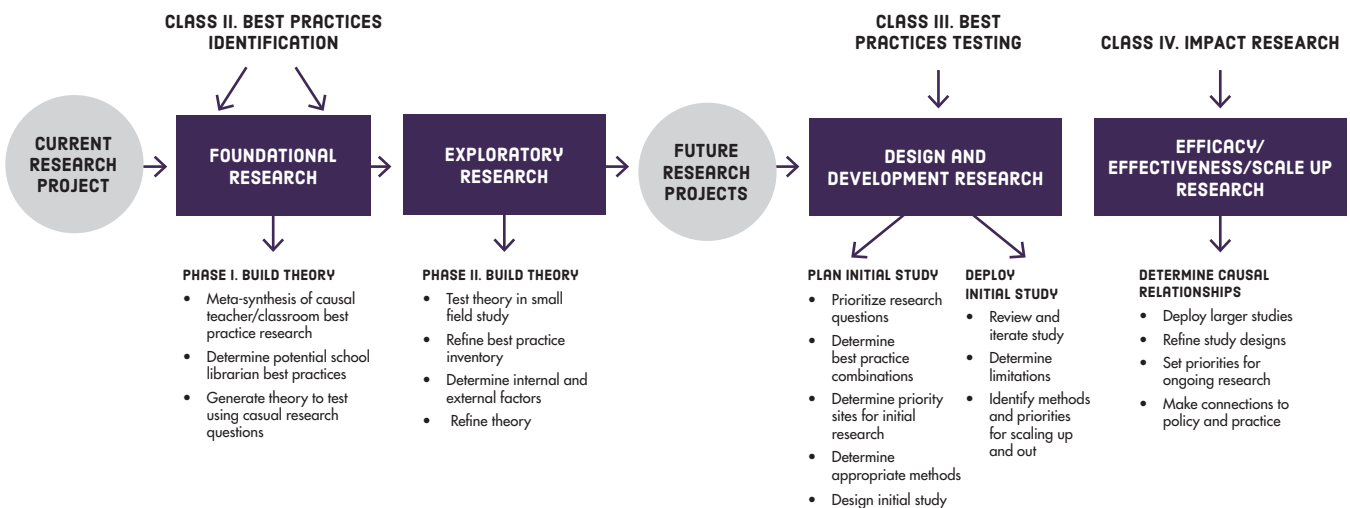 CLASS II. BEST PRACTICES
IDENTIFICATION
CLASS III. BEST
PRACTICES TESTING
CLASS IV. IMPACT RESEARCH
CURRENT
RESEARCH
PROJECT
FOUNDATIONAL
RESEARCH
EXPLORATORY
RESEARCH
FUTURE
RESEARCH
PROJECTS
DESIGN AND
DEVELOPMENT RESEARCH
EFFICACY/
EFFECTIVENESS/SCALE UP
RESEARCH
PHASE I. BUILD THEORY
• Meta-synthesis of causal
teacher/classroom best
practice research
• Determine potential school
librarian best practices
• Generate theory to test
using casual research
questions
PHASE II. BUILD THEORY
• Test theory in small
field study
• Refine best practice
inventory
• Determine internal and
external factors
• Refine theory
PLAN INITIAL STUDY
• Prioritize research
questions
• Determine
best practice
combinations
• Determine priority
sites for initial
research
• Determine
appropriate methods
• Design initial study
DEPLOY
INITIAL STUDY
• Review and
iterate study
• Determine
limitations
• Identify methods
and priorities
for scaling up
and out
DETERMINE CAUSAL
RELATIONSHIPS
• Deploy larger studies
• Refine study designs
• Set priorities for
ongoing research
• Make connections to
policy and practice